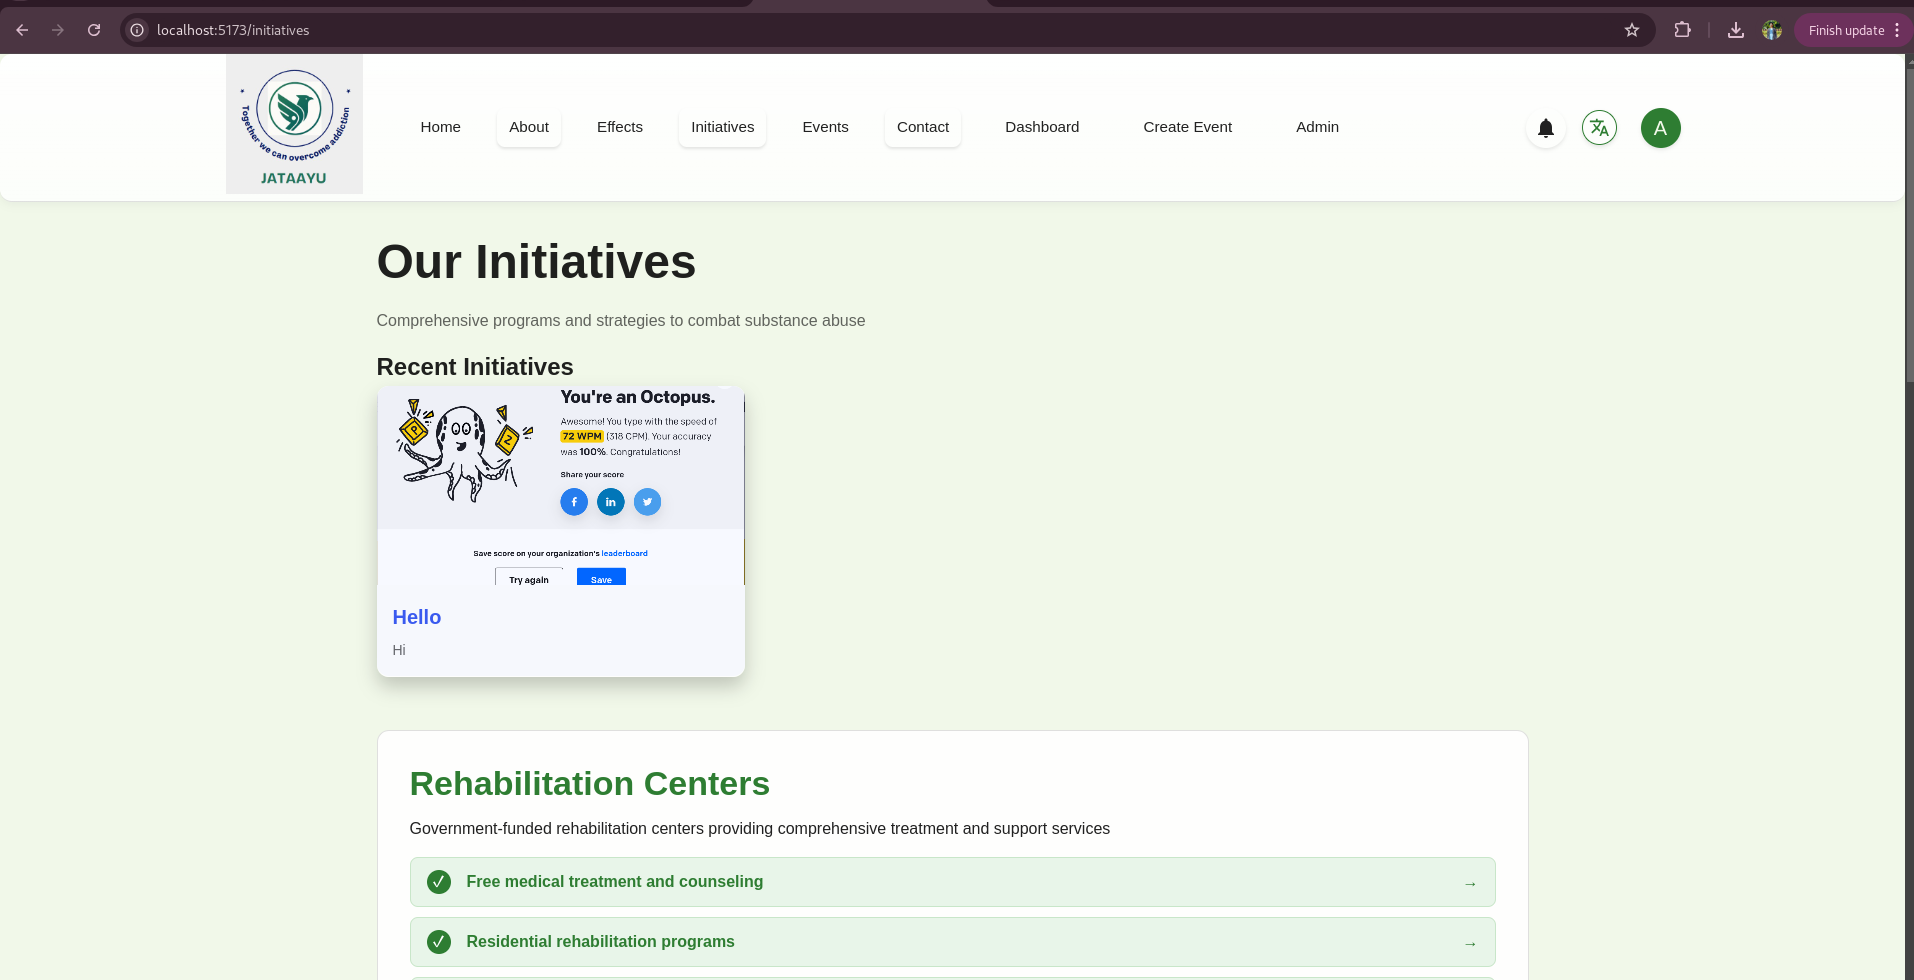 localhost:5173/initiatives
Finish update
Together we can overcome addiction
JATAAYU
Home
About
Effects
Initiatives
Events
Contact
Dashboard
Create Event
Admin
A
Our Initiatives
Comprehensive programs and strategies to combat substance abuse
Recent Initiatives
You're an Octopus.
Awesome! You type with the speed of
72 WPM (318 CPM). Your accuracy
was 100%. Congratulations!
Share your score
P
Z
f
in
Save score on your organization's leaderboard
Try again
Save
Hello
Hi
Rehabilitation Centers
Government-funded rehabilitation centers providing comprehensive treatment and support services
✓ Free medical treatment and counseling →
✓ Residential rehabilitation programs →